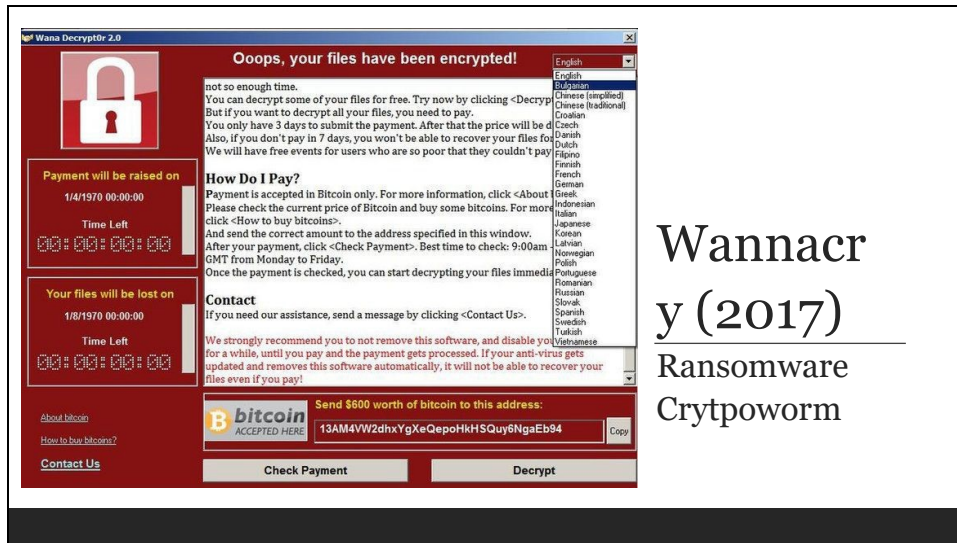 Wana Decrypt0r 2.0
Ooops, your files have been encrypted!
English
English
Bulgarian
Chinese (simplified)
Chinese (traditional)
Croatian
Czech
Danish
Dutch
Filipino
Finnish
French
German
Greek
Indonesian
Italian
Japanese
Korean
Latvian
Norwegian
Polish
Portuguese
Romanian
Russian
Slovak
Spanish
Swedish
Turkish
Vietnamese
not so enough time.
You can decrypt some of your files for free. Try now by clicking <Decryp
But if you want to decrypt all your files, you need to pay.
You only have 3 days to submit the payment. After that the price will be d
Also, if you don't pay in 7 days, you won't be able to recover your files for
We will have free events for users who are so poor that they couldn't pay
How Do I Pay?
Payment is accepted in Bitcoin only. For more information, click <About
Please check the current price of Bitcoin and buy some bitcoins. For more
click <How to buy bitcoins>.
And send the correct amount to the address specified in this window.
After your payment, click <Check Payment>. Best time to check: 9:00am -
GMT from Monday to Friday.
Once the payment is checked, you can start decrypting your files immedia
Contact
If you need our assistance, send a message by clicking <Contact Us>.
We strongly recommend you to not remove this software, and disable you
for a while, until you pay and the payment gets processed. If your anti-virus gets
updated and removes this software automatically, it will not be able to recover your
files even if you pay!
Payment will be raised on
1/4/1970 00:00:00
Time Left
00:00:00:00
Your files will be lost on
1/8/1970 00:00:00
Time Left
00:00:00:00
About bitcoin
How to buy bitcoins?
Contact Us
bitcoin
ACCEPTED HERE
Send $600 worth of bitcoin to this address:
13AM4VW2dhxYgXeQepoHkHSQuy6NgaEb94
Copy
Check Payment
Decrypt
Wannacr
y (2017)
Ransomware
Crytpoworm